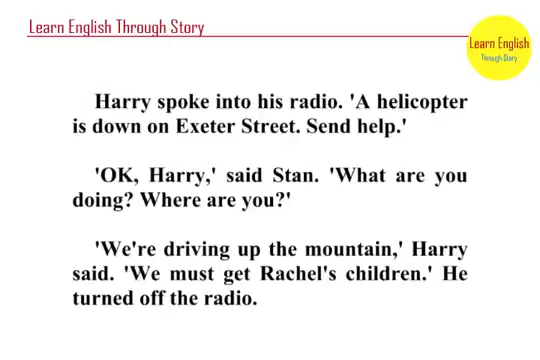 Learn English Through Story
Learn English
Through Story
Harry spoke into his radio. 'A helicopter
is down on Exeter Street. Send help.'
'OK, Harry,' said Stan. 'What are you
doing? Where are you?'
'We're driving up the mountain,' Harry
said. 'We must get Rachel's children.' He
turned off the radio.